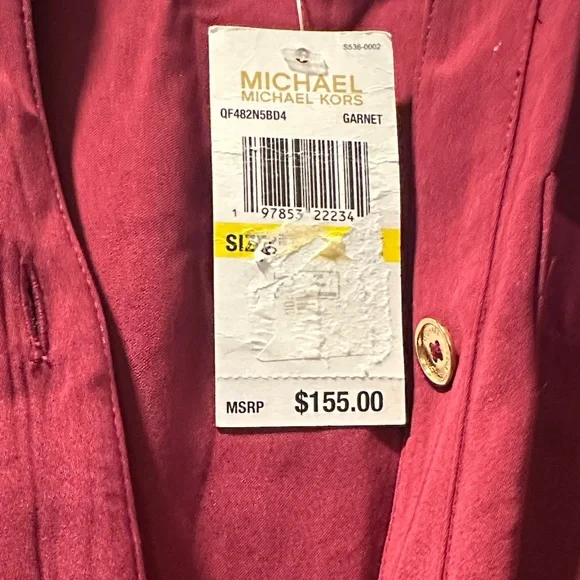 S536-0002
MICHAEL
MICHAEL KORS
QF482N5BD4 GARNET
1 97853 22234
MSRP $155.00